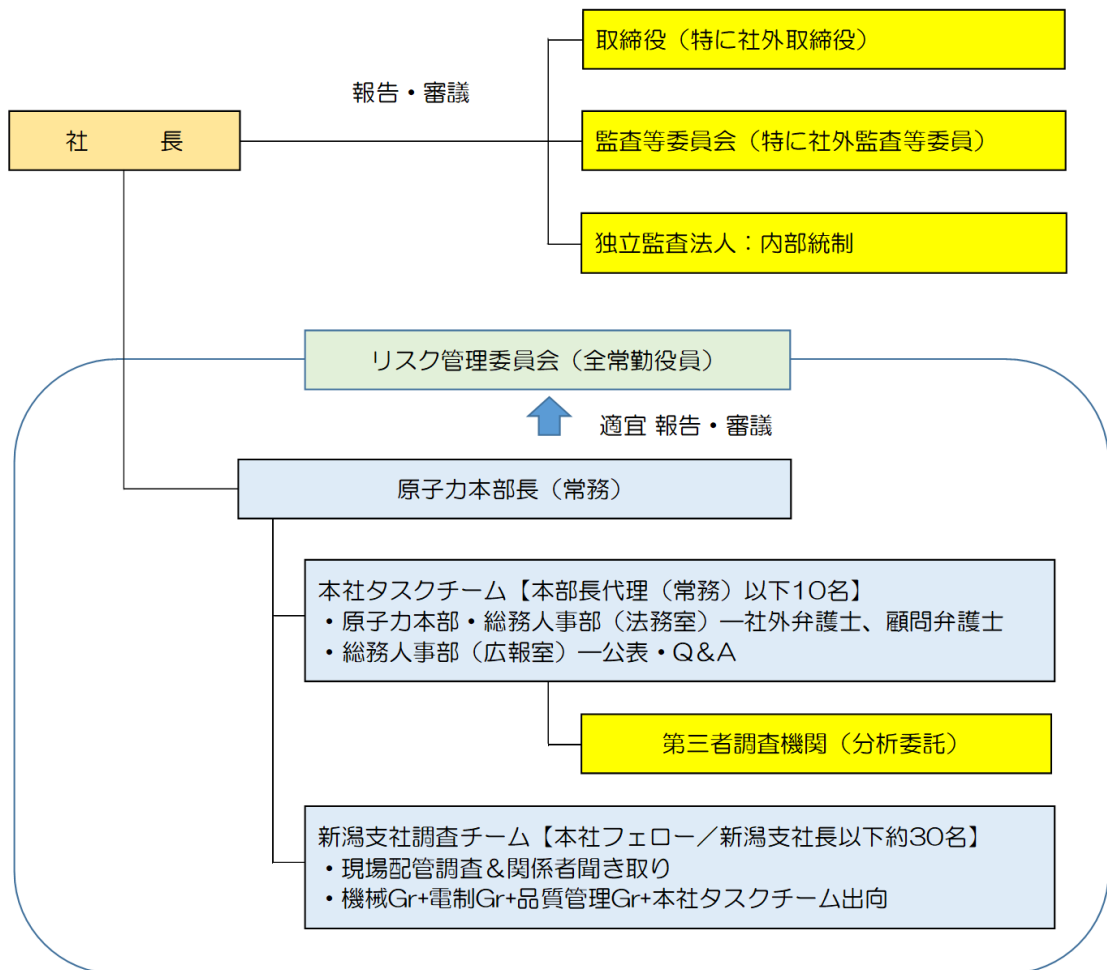 取締役（特に社外取締役）
報告・審議
社　　長
監査等委員会（特に社外監査等委員）
独立監査法人：内部統制
リスク管理委員会（全常勤役員）
適宜 報告・審議
原子力本部長（常務）
本社タスクチーム【本部長代理（常務）以下10名】
・原子力本部・総務人事部（法務室）―社外弁護士、顧問弁護士
・総務人事部（広報室）―公表・Ｑ＆Ａ
第三者調査機関（分析委託）
新潟支社調査チーム【本社フェロー／新潟支社長以下約30名】
・現場配管調査＆関係者聞き取り
・機械Gr+電制Gr+品質管理Gr+本社タスクチーム出向